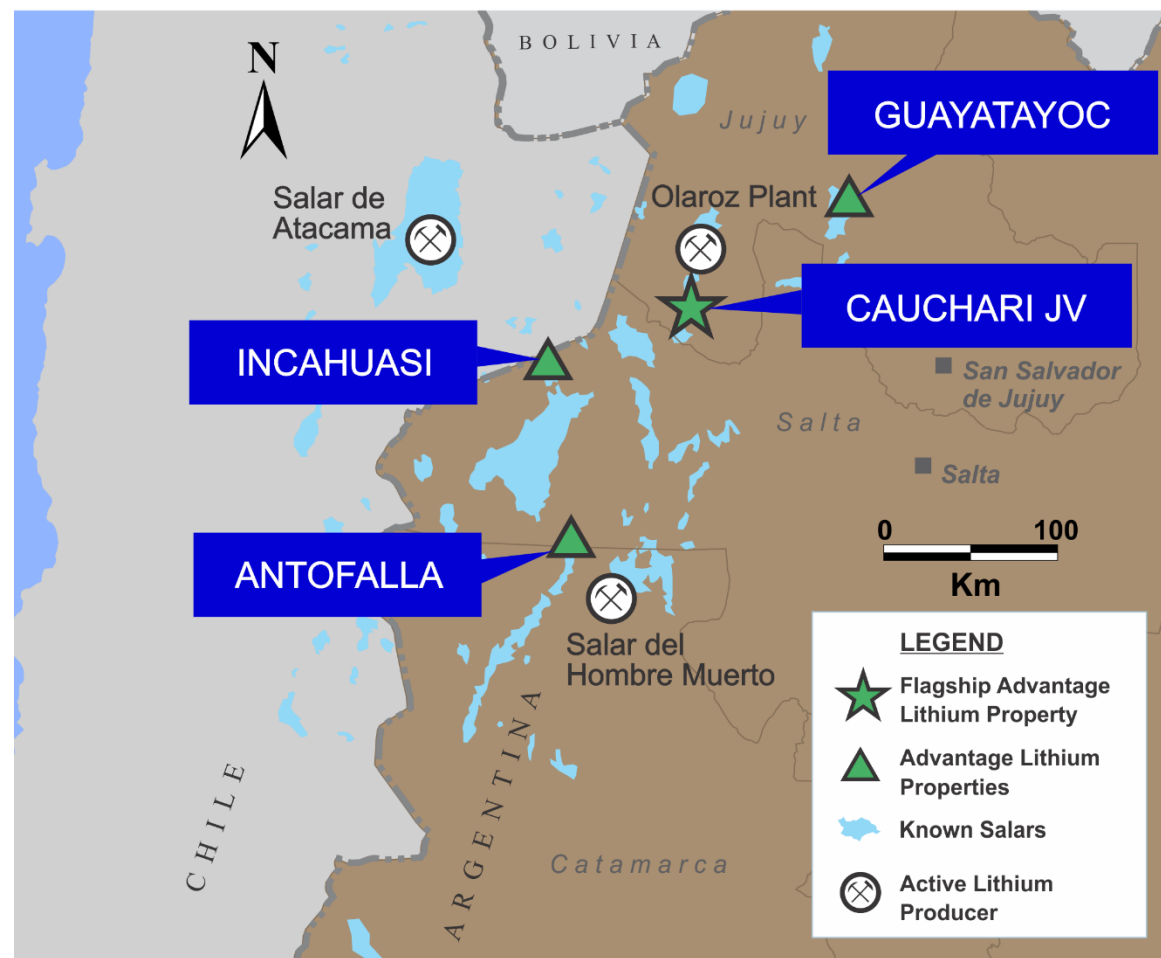 BOLIVIA
N
Jujuy
GUAYATAYOC
Salar de
Atacama
Olaroz Plant
CAUCHARI JV
INCAHUASI
San Salvador
de Jujuy
Salta
Salta
ANTOFALLA
0 100
Km
Salar del
Hombre Muerto
CHILE
ARGENTINA
Catamarca
LEGEND
Flagship Advantage
Lithium Property
Advantage Lithium
Properties
Known Salars
Active Lithium
Producer